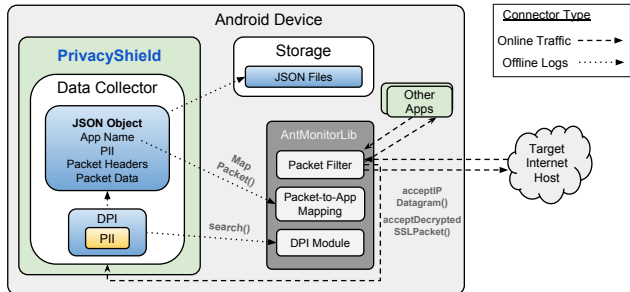 Android Device
Connector Type
Online Traffic
Offline Logs
PrivacyShield
Data Collector
JSON Object
App Name
PII
Packet Headers
Packet Data
DPI
PII
Storage
JSON Files
Other
Apps
Map
Packet()
search()
AntMonitorLib
Packet Filter
Packet-to-App
Mapping
DPI Module
acceptIP
Datagram()
acceptDecrypted
SSLPacket()
Target
Internet
Host